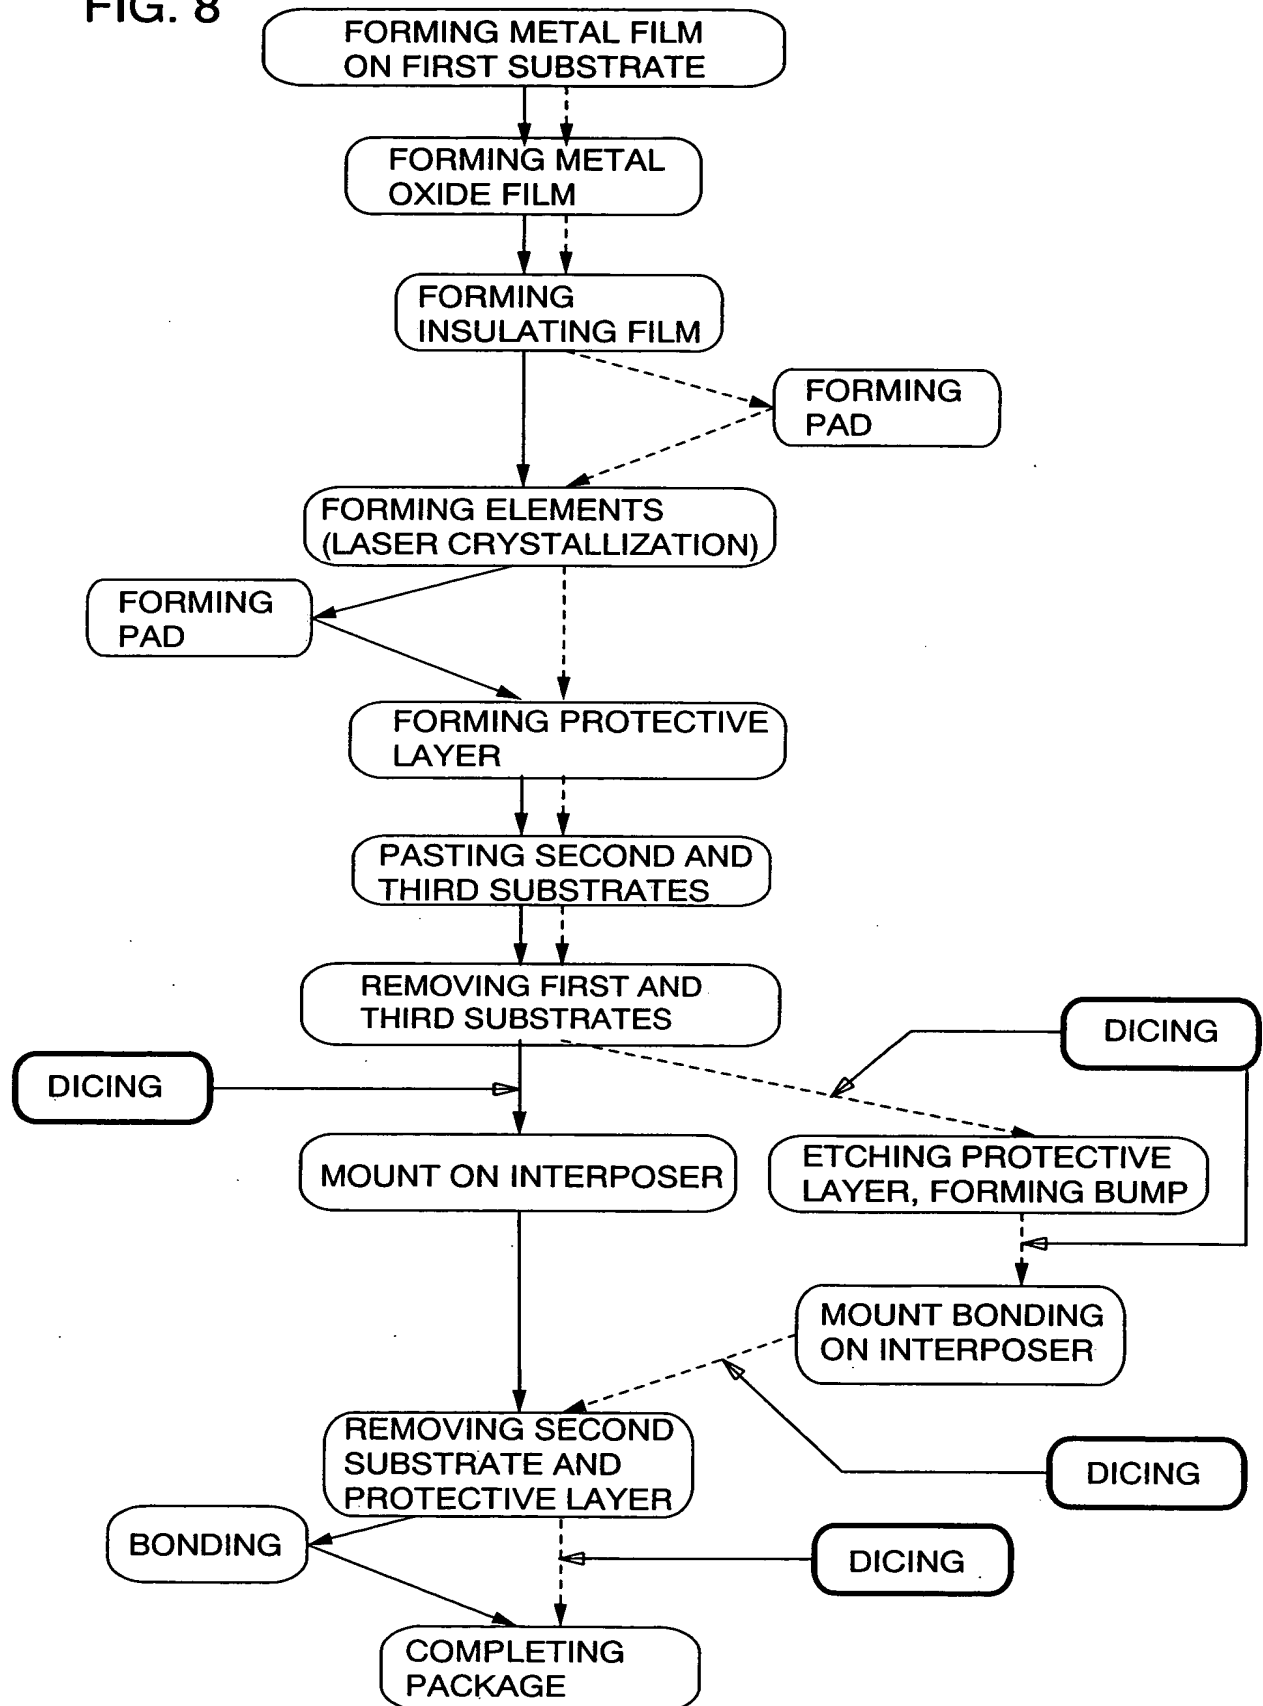 FIG. 8
FORMING METAL FILM
ON FIRST SUBSTRATE
FORMING METAL
OXIDE FILM
FORMING
INSULATING FILM
FORMING
PAD
FORMING ELEMENTS
(LASER CRYSTALLIZATION)
FORMING
PAD
FORMING PROTECTIVE
LAYER
PASTING SECOND AND
THIRD SUBSTRATES
REMOVING FIRST AND
THIRD SUBSTRATES
DICING
DICING
MOUNT ON INTERPOSER
ETCHING PROTECTIVE
LAYER, FORMING BUMP
MOUNT BONDING
ON INTERPOSER
REMOVING SECOND
SUBSTRATE AND
PROTECTIVE LAYER
DICING
BONDING
DICING
COMPLETING
PACKAGE